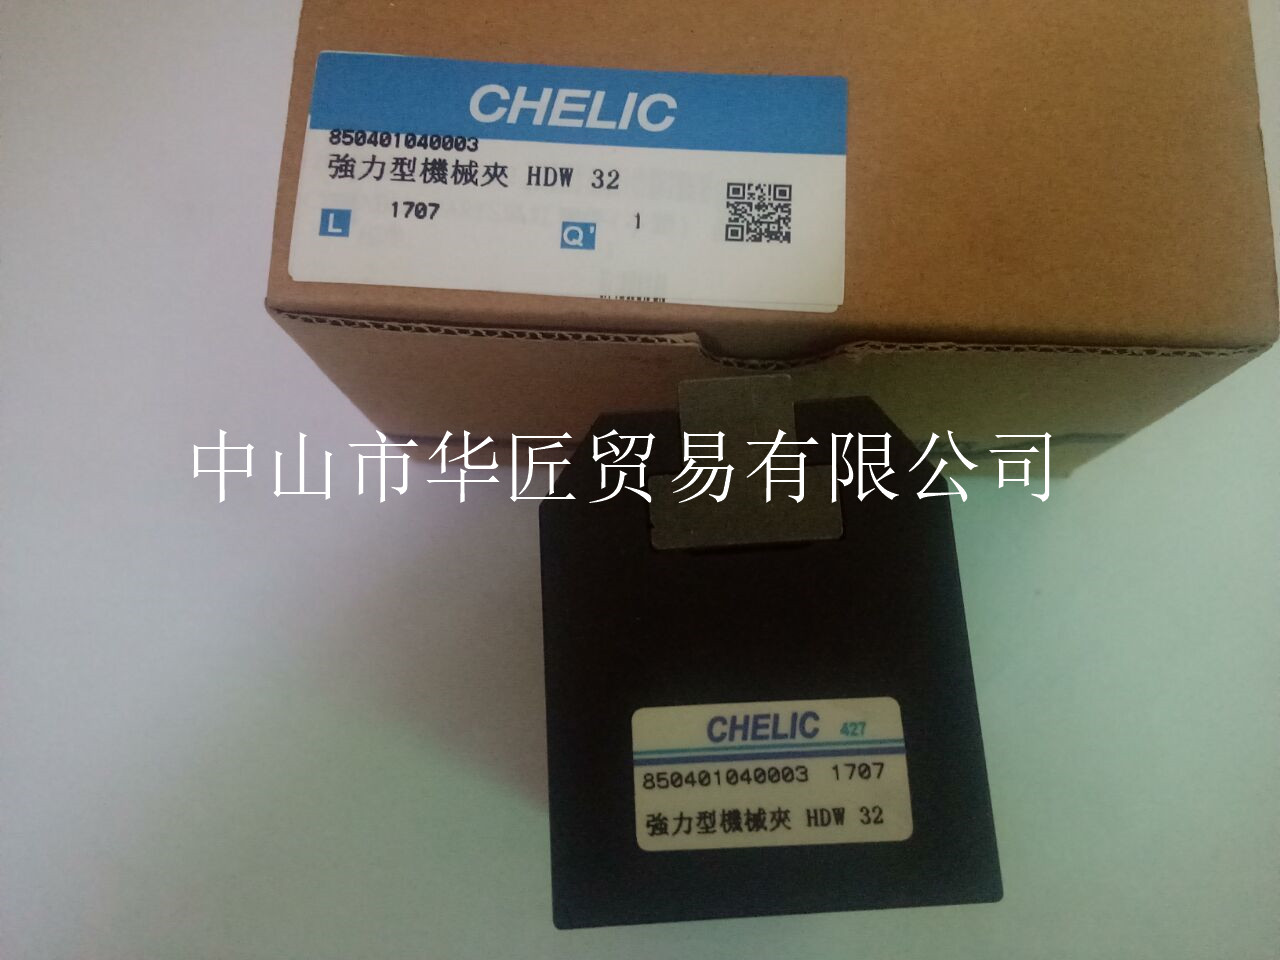 CHELIC
850401040003
強力型機械夾 HDW 32
L 1707 Q' 1
中山市华匠贸易有限公司
CHELIC 427
850401040003 1707
強力型機械夾 HDW 32